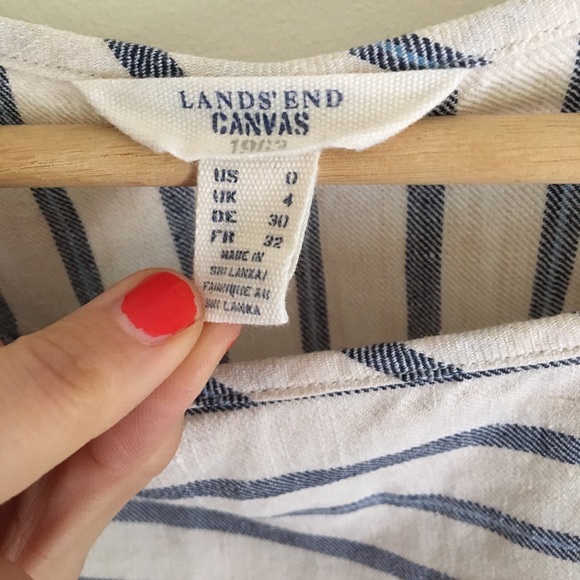 LANDS' END
CANVAS
1963
US 0
UK 4
DE 30
FR 32
MADE IN
SRI LANKA/
FABRIQUE AU
SRI LANKA